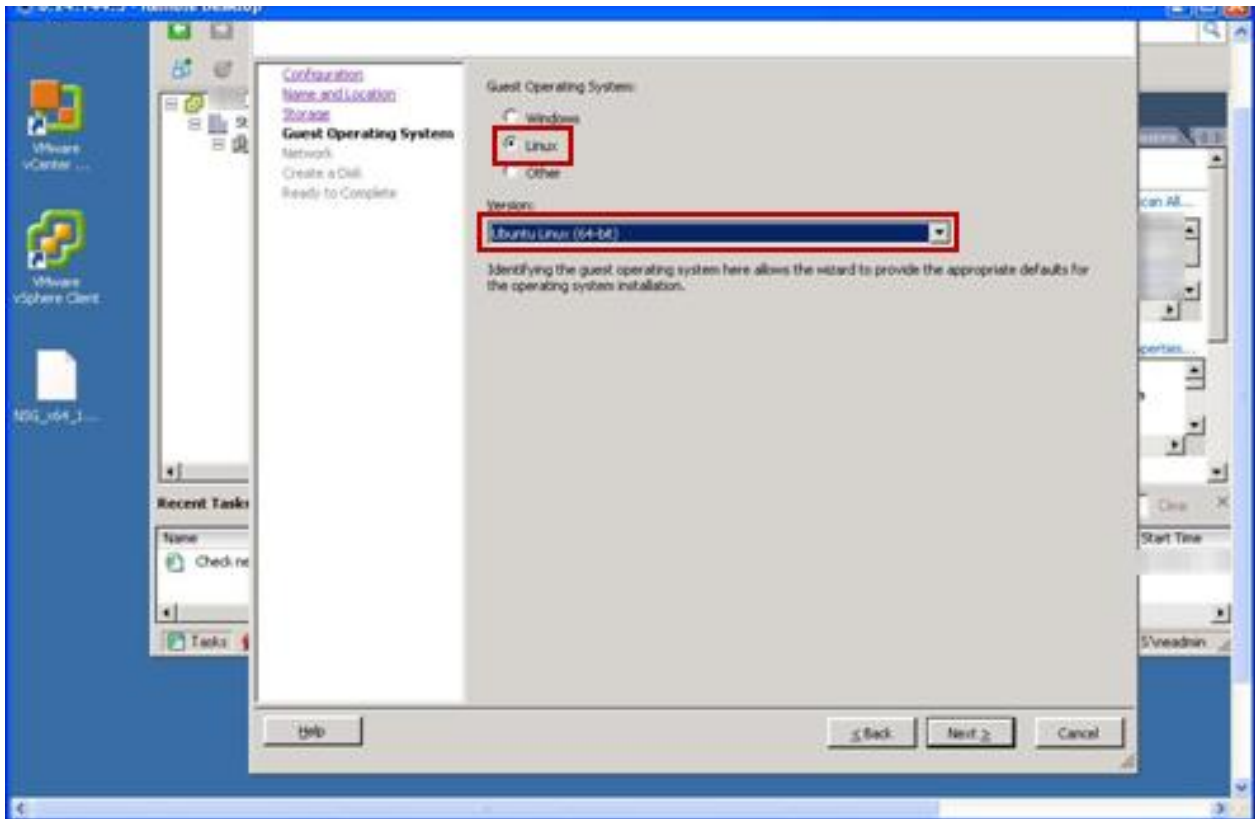 Remote Desktop
Configuration
Name and Location
Storage
Guest Operating System
Network
Create a Disk
Ready to Complete
Guest Operating System:
Windows
Linux
Other
Version:
Ubuntu Linux (64-bit)
Identifying the guest operating system here allows the wizard to provide the appropriate defaults for
the operating system installation.
VMware
vCenter ...
VMware
vSphere Client
NSG_x64_1....
can All...
perties...
Recent Tasks
Name
Check ne
Tasks
Clear
Start Time
Help
< Back
Next >
Cancel